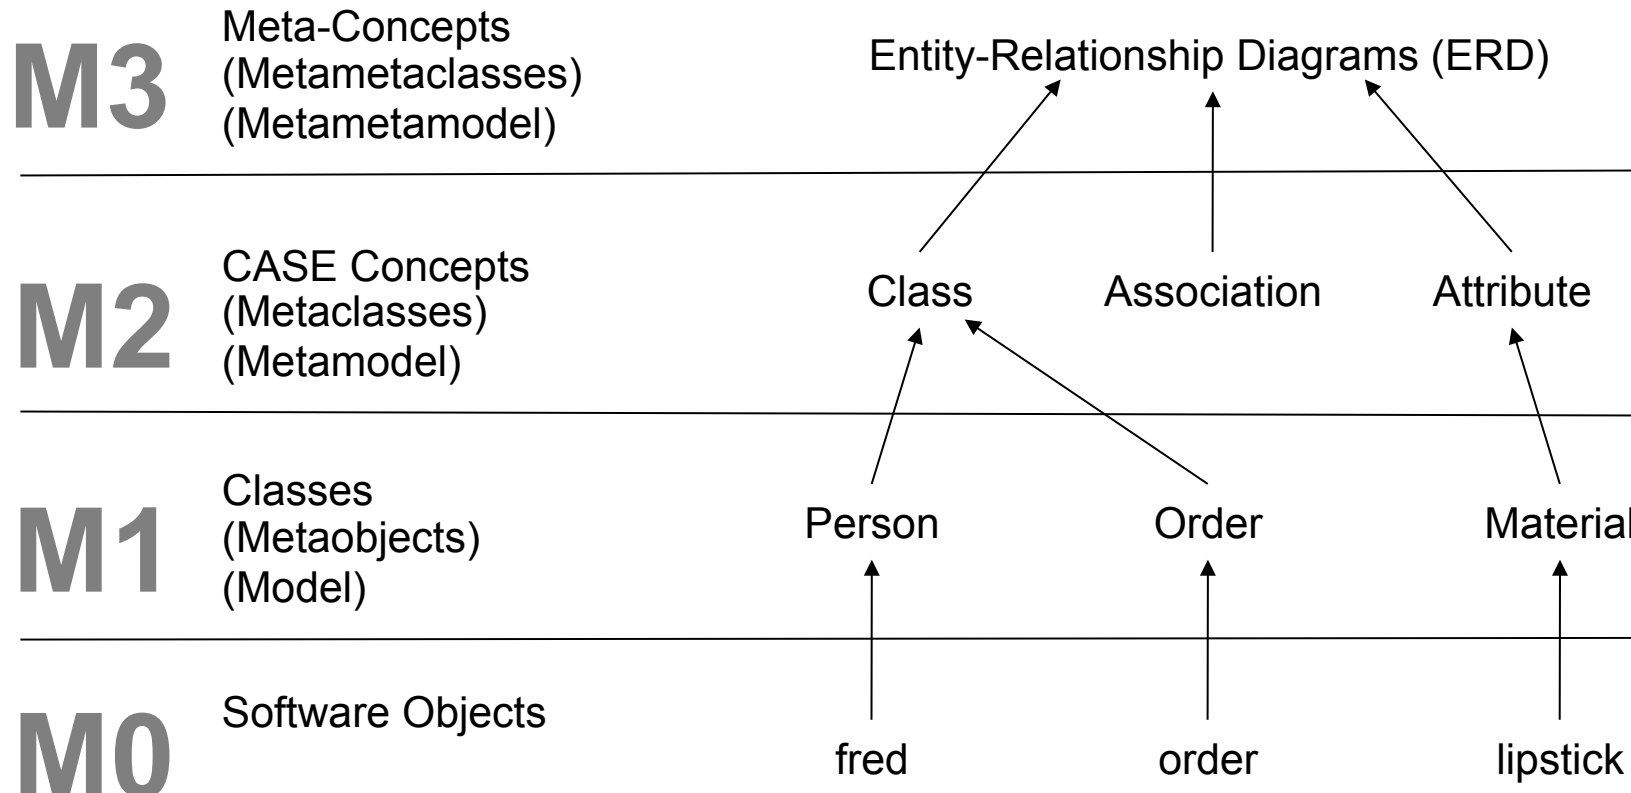 M3
Meta-Concepts
(Metametaclasses)
(Metametamodel)
Entity-Relationship Diagrams (ERD)
M2
CASE Concepts
(Metaclasses)
(Metamodel)
Class Association Attribute
M1
Classes
(Metaobjects)
(Model)
Person Order Material
M0
Software Objects
fred order lipstick